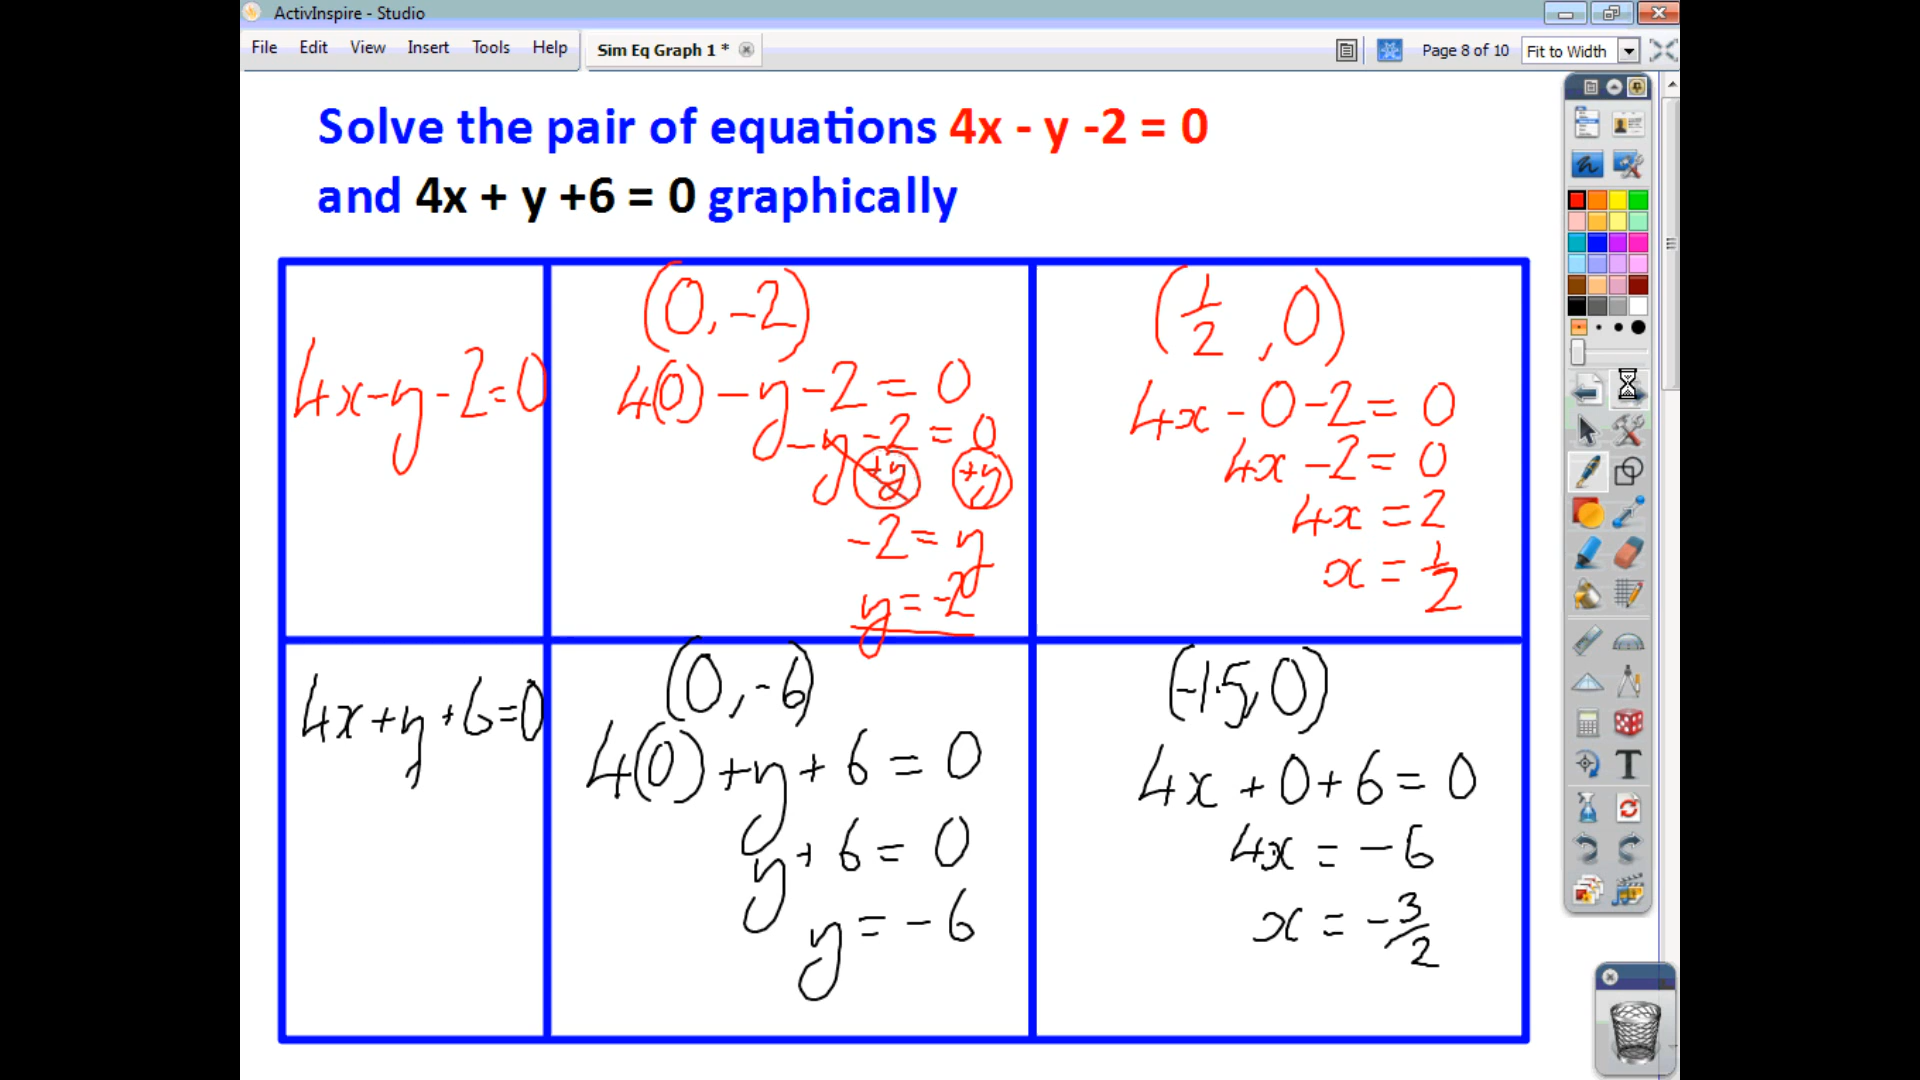 ActivInspire - Studio
File Edit View Insert Tools Help
Sim Eq Graph 1 *
Page 8 of 10
Fit to Width
Solve the pair of equations 4x - y -2 = 0
and 4x + y +6 = 0 graphically
4x-y-2=0
(0,-2)
4(0)-y-2=0
-y-2=0
+y +y
-2=y
y=-2
(1/2,0)
4x-0-2=0
4x-2=0
4x=2
x=1/2
4x+y+6=0
(0,-6)
4(0)+y+6=0
y+6=0
y=-6
(-1.5,0)
4x+0+6=0
4x=-6
x=-3/2